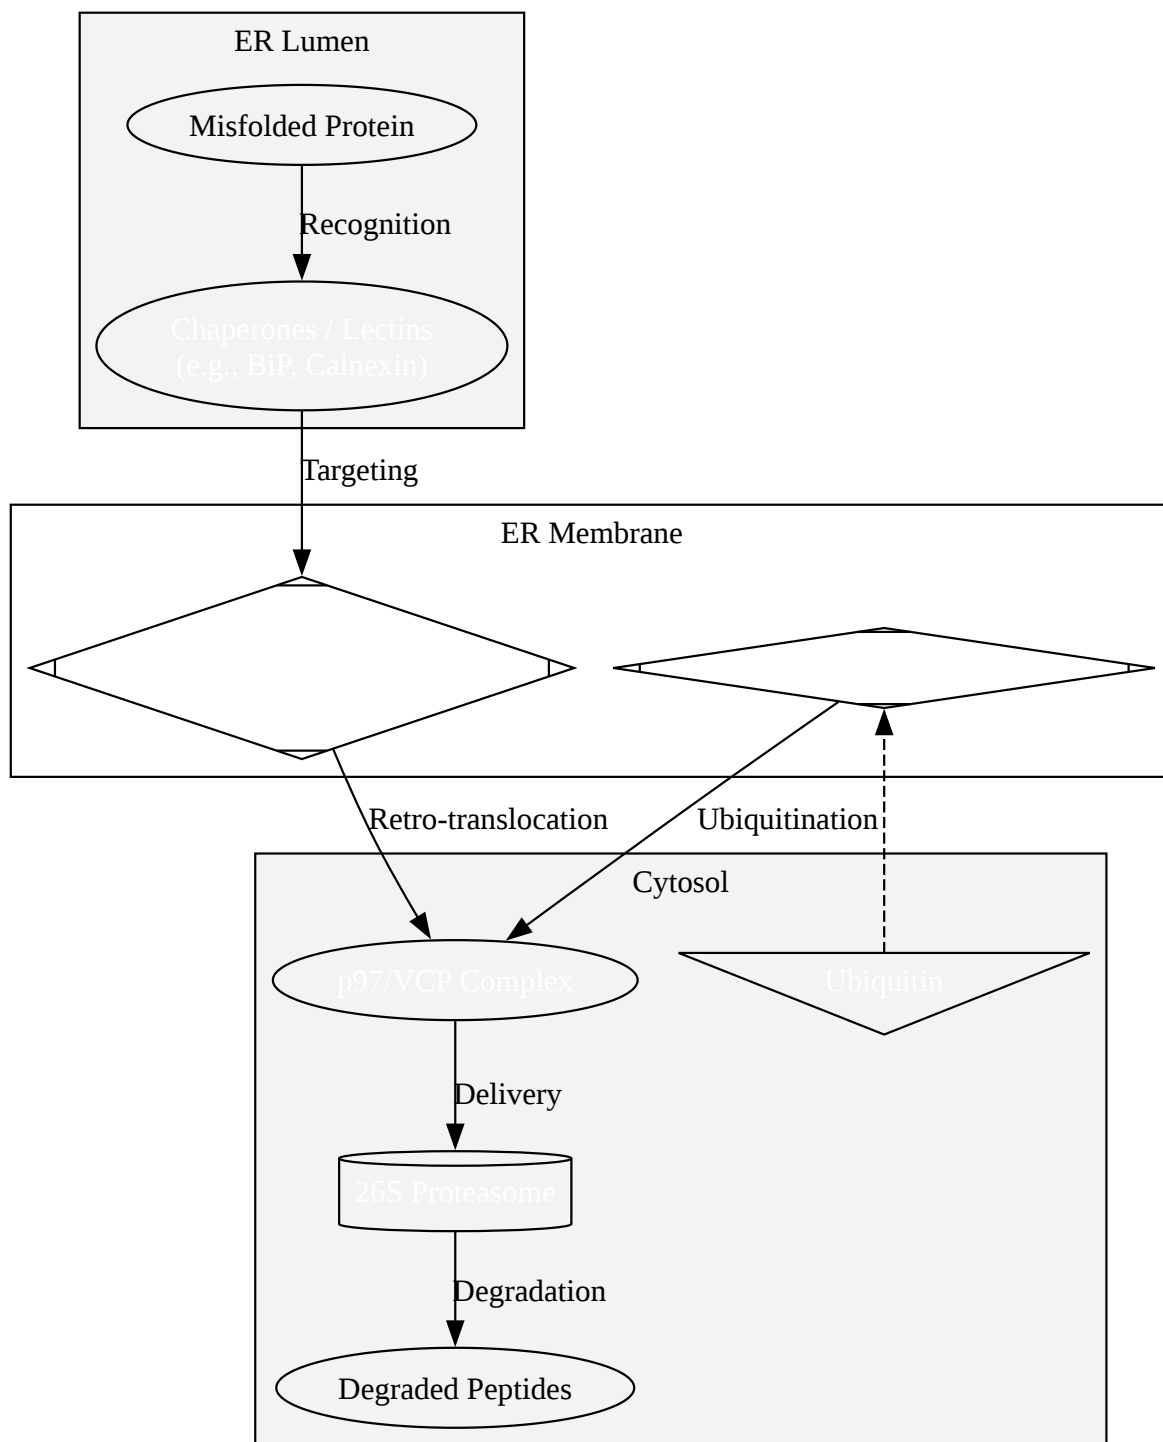 ER Lumen
Misfolded Protein
Recognition
Chaperones / Lectins
(e.g., BiP, Calnexin)
Targeting
ER Membrane
Retro-translocation
Ubiquitination
Cytosol
p97/VCP Complex
Ubiquitin
Delivery
26S Proteasome
Degradation
Degraded Peptides